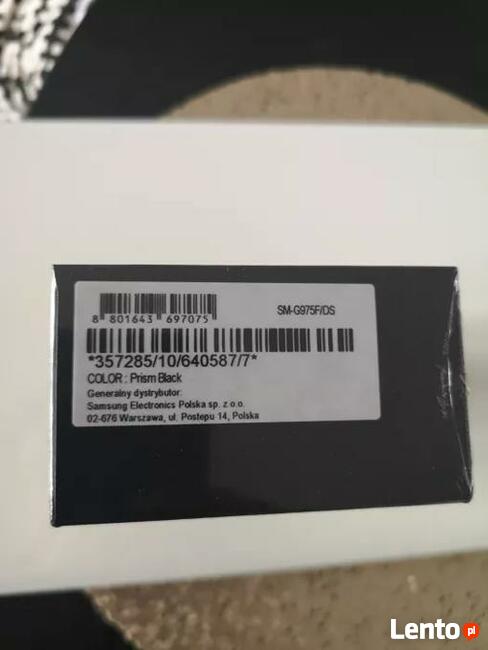 SM-G975F/DS
8 801643 697075
*357285/10/640587/7*
COLOR : Prism Black
Generalny dystrybutor:
Samsung Electronics Polska sp. z o.o.
02-676 Warszawa, ul. Postępu 14, Polska
Lento pl